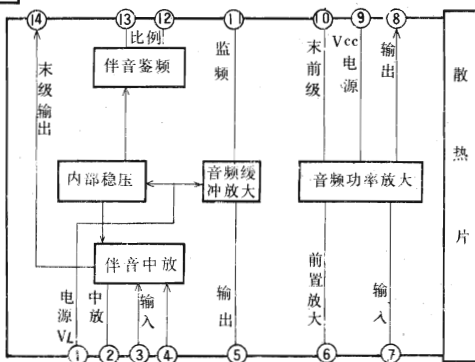 14 13 12 11 10 9 8
末级输出
比例
监频
末前级
Vcc电源
输出
散热片
伴音鉴频
内部稳压
音频缓
冲放大
音频功率放大
伴音中放
电源VL
中放
输入
输出
前置放大
输入
1 2 3 4 5 6 7